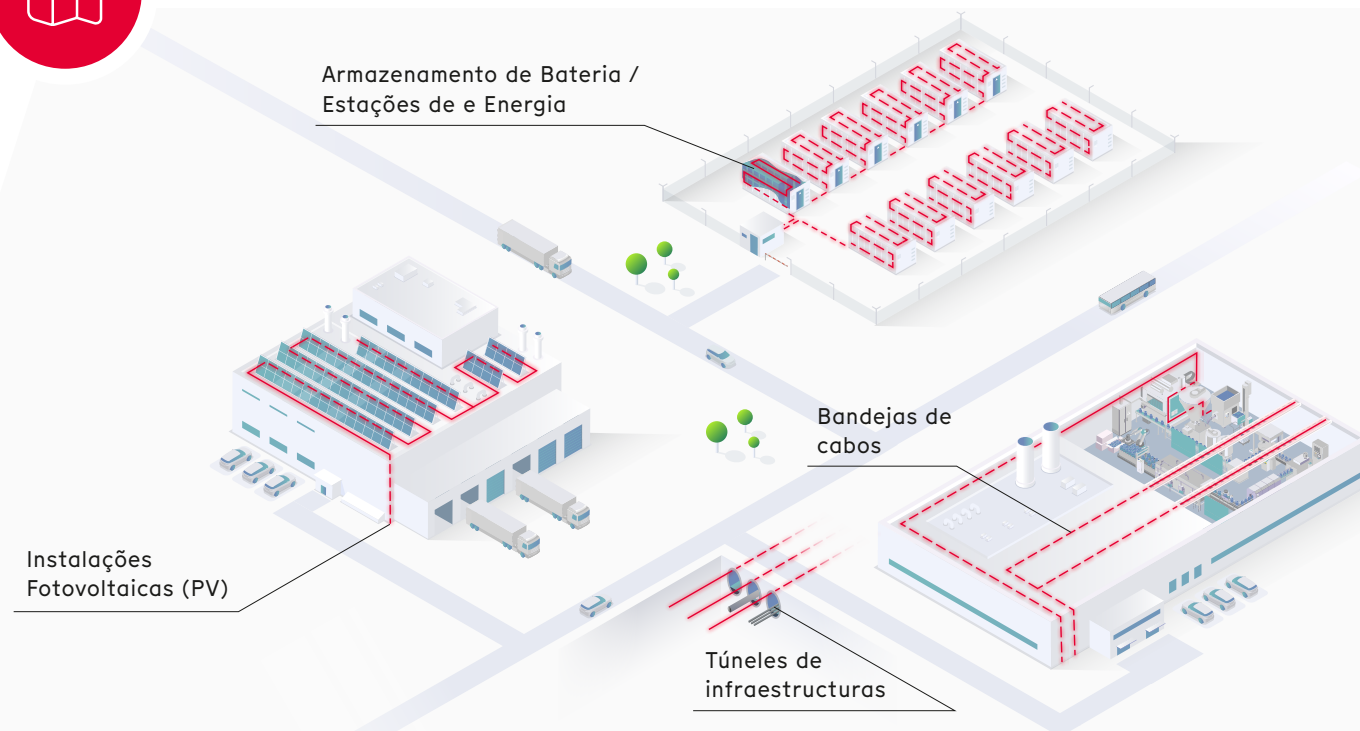 Armazenamento de Bateria /
Estações de e Energia
Bandejas de
cabos
Instalações
Fotovoltaicas (PV)
Túneles de
infraestructuras